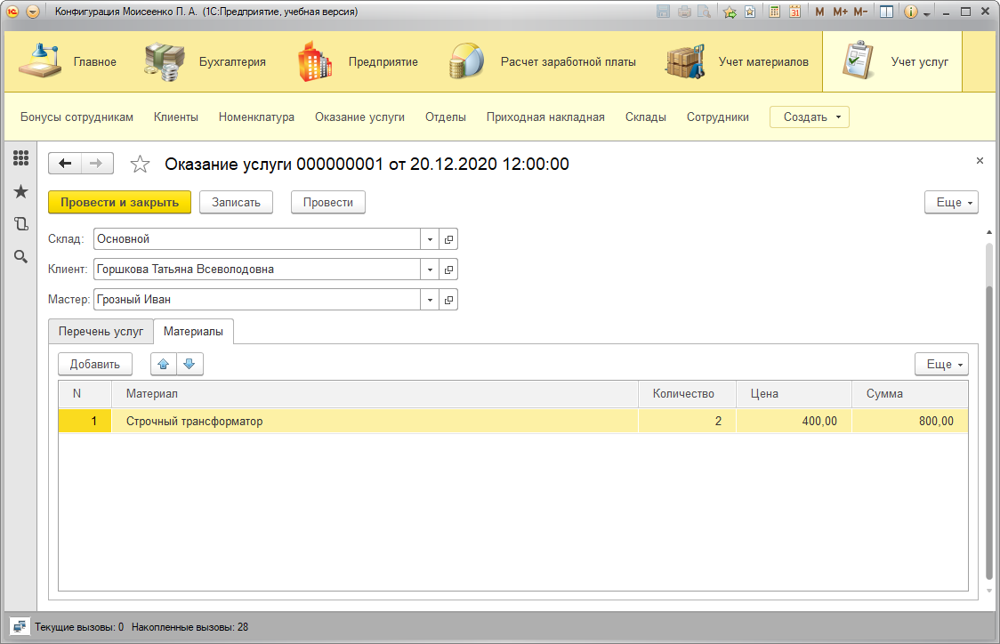 Конфигурация Моисеенко П. А. (1С:Предприятие, учебная версия)
M M+ M-
Главное Бухгалтерия Предприятие Расчет заработной платы Учет материалов Учет услуг
Бонусы сотрудникам Клиенты Номенклатура Оказание услуги Отделы Приходная накладная Склады Сотрудники Создать
Оказание услуги 000000001 от 20.12.2020 12:00:00
Провести и закрыть Записать Провести Еще
Склад: Основной
Клиент: Горшкова Татьяна Всеволодовна
Мастер: Грозный Иван
Перечень услуг Материалы
Добавить Еще
N Материал Количество Цена Сумма
1 Строчный трансформатор 2 400,00 800,00
Текущие вызовы: 0 Накопленные вызовы: 28